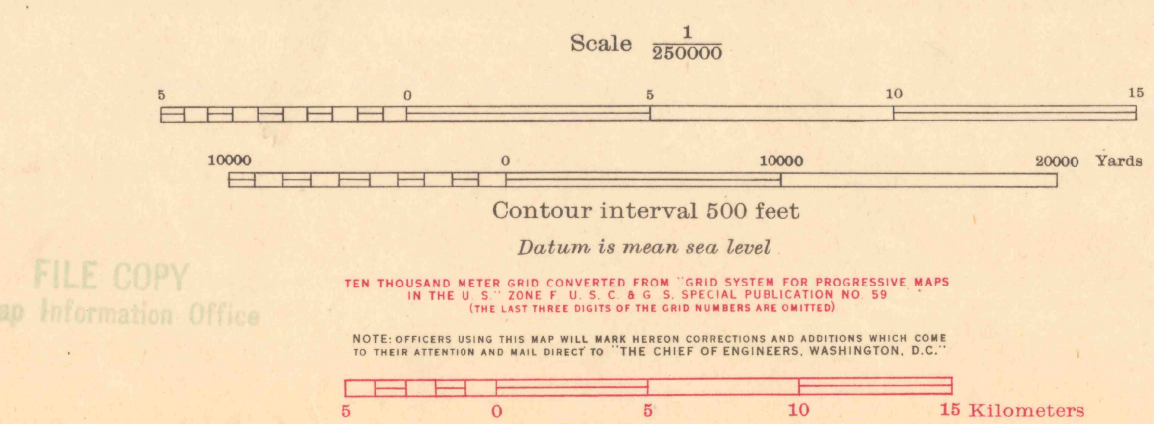 Scale 1/250000
5 0 5 10 15
10000 0 10000 20000 Yards
Contour interval 500 feet
Datum is mean sea level
FILE COPY
Information Office
TEN THOUSAND METER GRID CONVERTED FROM "GRID SYSTEM FOR PROGRESSIVE MAPS
IN THE U. S." ZONE F U. S. C. & G. S. SPECIAL PUBLICATION NO. 59
(THE LAST THREE DIGITS OF THE GRID NUMBERS ARE OMITTED)
NOTE: OFFICERS USING THIS MAP WILL MARK HEREON CORRECTIONS AND ADDITIONS WHICH COME
TO THEIR ATTENTION AND MAIL DIRECT TO "THE CHIEF OF ENGINEERS, WASHINGTON, D.C."
5 0 5 10 15 Kilometers